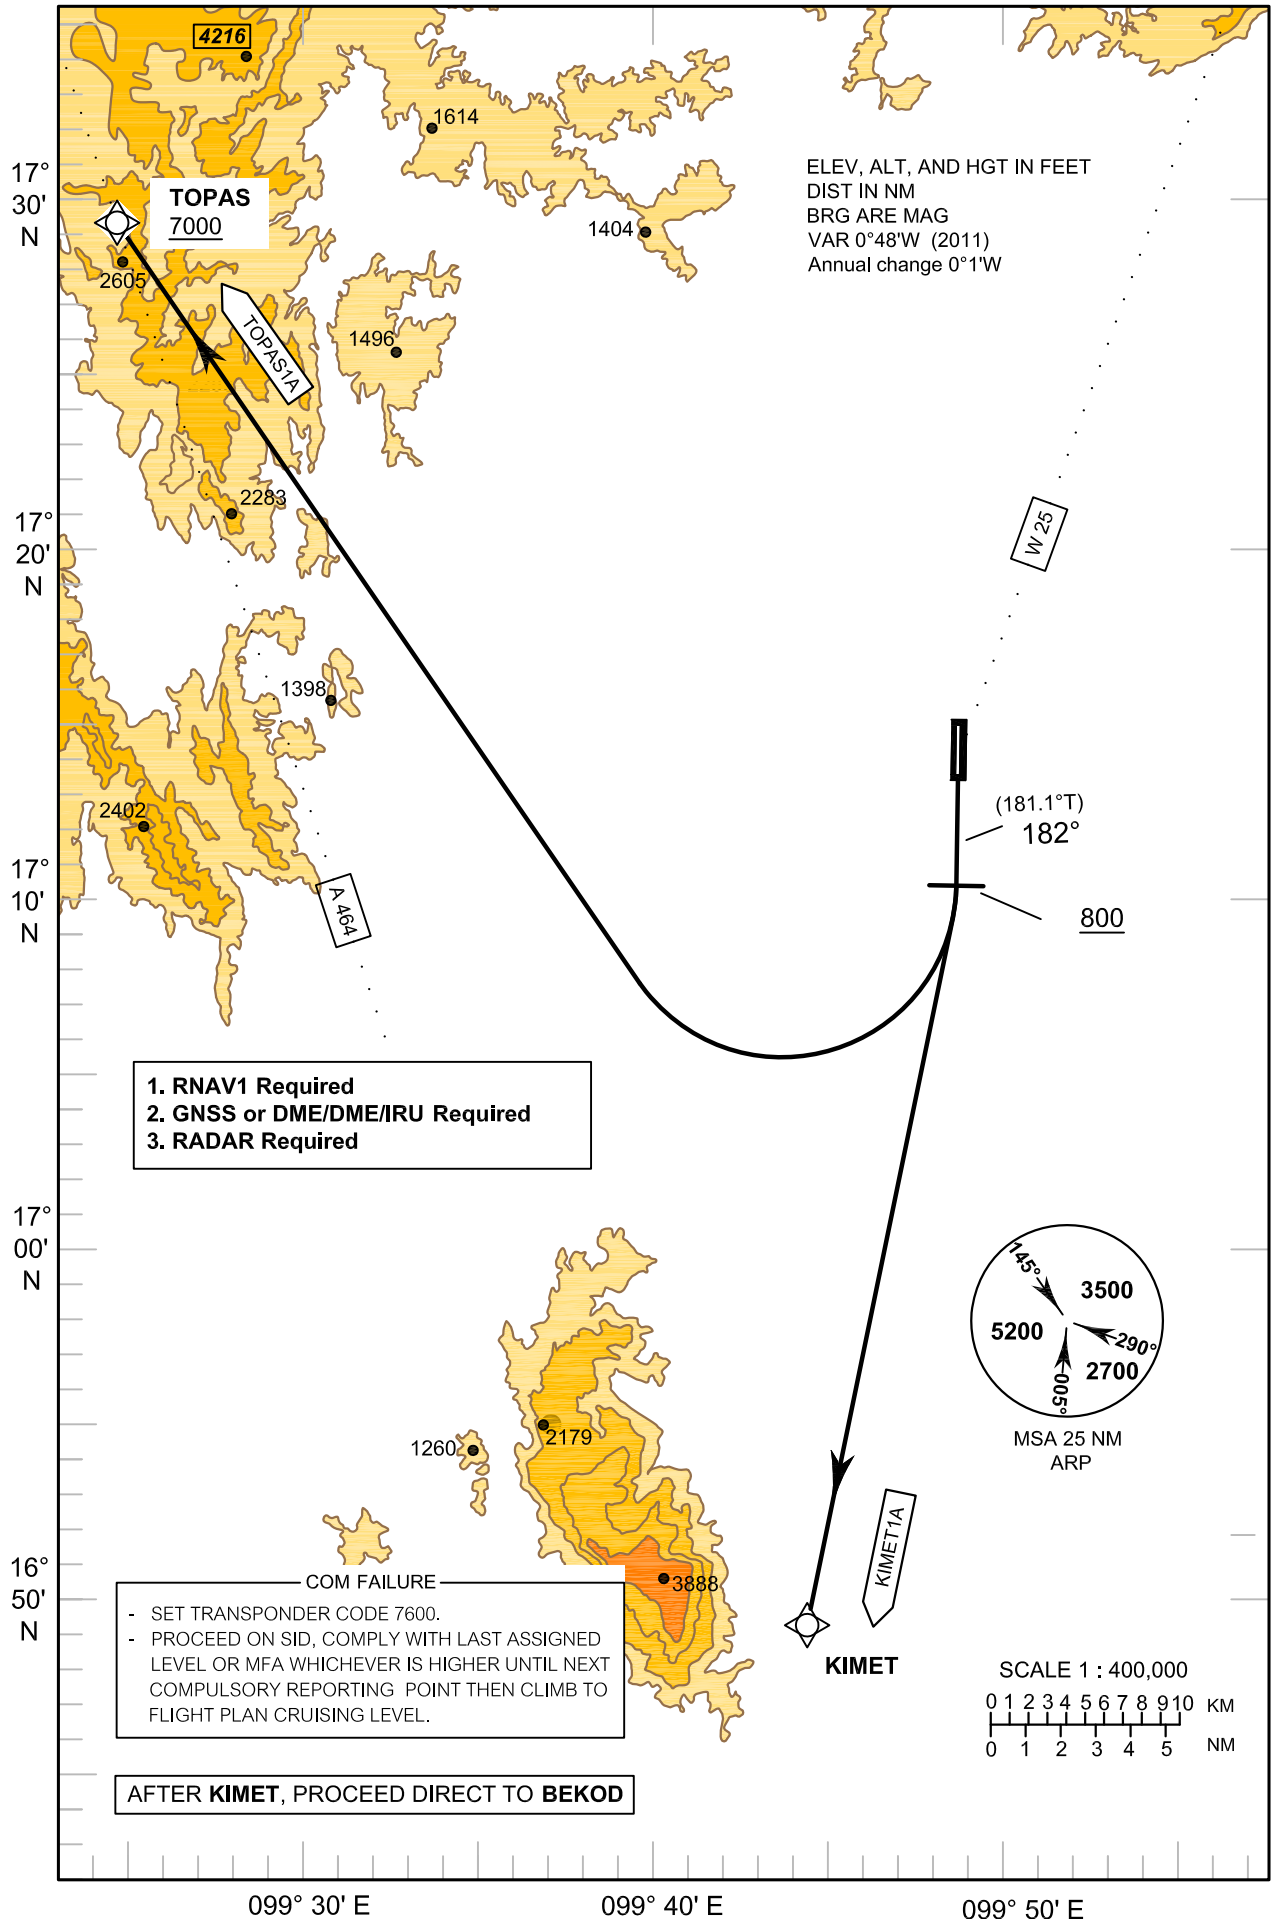 4216
1614
17°
30'
N
TOPAS
7000
ELEV, ALT, AND HGT IN FEET
DIST IN NM
BRG ARE MAG
VAR 0°48'W (2011)
Annual change 0°1'W
1404
2605
TOPAS1A
1496
2283
17°
20'
N
W 25
1398
2402
(181.1°T)
182°
17°
10'
N
A 464
800
1. RNAV1 Required
2. GNSS or DME/DME/IRU Required
3. RADAR Required
17°
00'
N
145°
3500
5200
290°
2700
005°
MSA 25 NM
ARP
1260
2179
16°
50'
N
3888
KIMET1A
COM FAILURE
- SET TRANSPONDER CODE 7600.
- PROCEED ON SID, COMPLY WITH LAST ASSIGNED
LEVEL OR MFA WHICHEVER IS HIGHER UNTIL NEXT
COMPULSORY REPORTING POINT THEN CLIMB TO
FLIGHT PLAN CRUISING LEVEL.
KIMET
SCALE 1 : 400,000
0 1 2 3 4 5 6 7 8 9 10 KM
0 1 2 3 4 5 NM
AFTER KIMET, PROCEED DIRECT TO BEKOD
099° 30' E
099° 40' E
099° 50' E